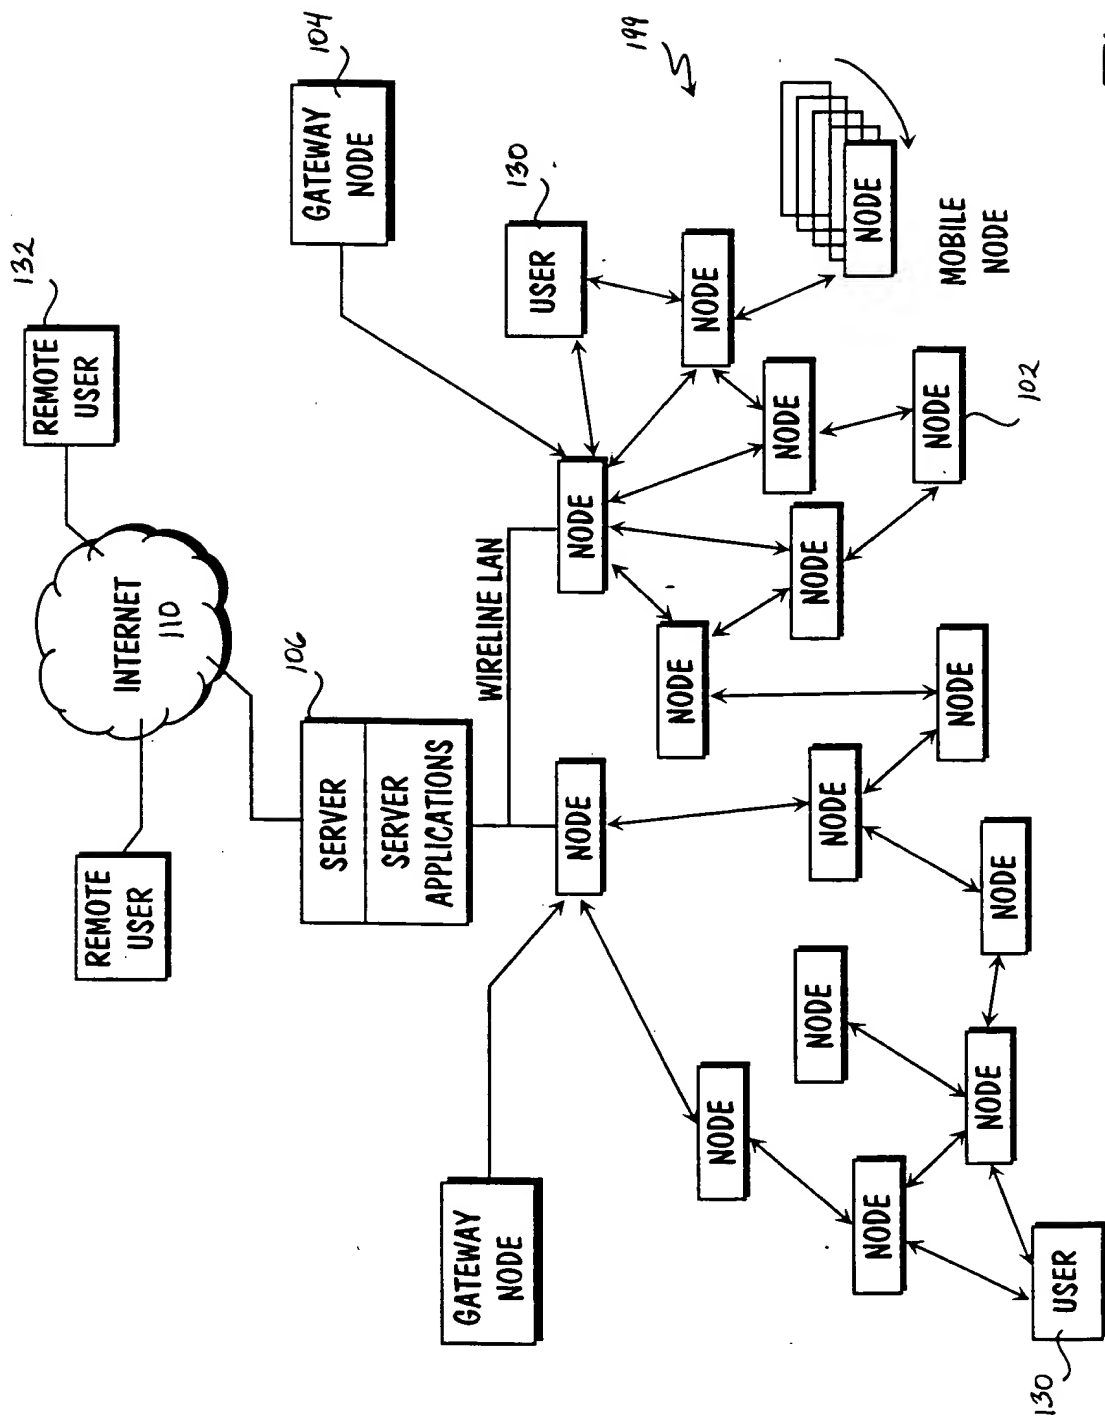 132
REMOTE
USER
REMOTE
USER
INTERNET
110
106
104
GATEWAY
NODE
SERVER
SERVER
APPLICATIONS
GATEWAY
NODE
WIRELINE LAN
130
USER
NODE
NODE
199
NODE
NODE
NODE
NODE
NODE
NODE
NODE
NODE
NODE
NODE
MOBILE
NODE
NODE
NODE
NODE
102
130
USER